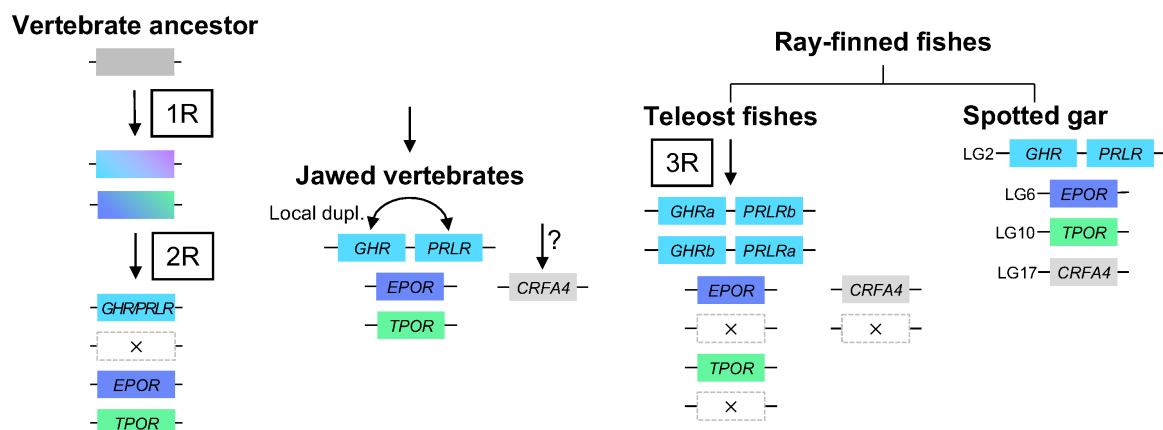 Vertebrate ancestor
1R
2R
GHR/PRLR
×
EPOR
TPOR
Jawed vertebrates
Local dupl.
GHR PRLR
EPOR
TPOR
?
CRFA4
Ray-finned fishes
Teleost fishes
3R
GHRa PRLRb
GHRb PRLRa
EPOR
×
TPOR
×
CRFA4
×
Spotted gar
LG2 GHR PRLR
LG6 EPOR
LG10 TPOR
LG17 CRFA4